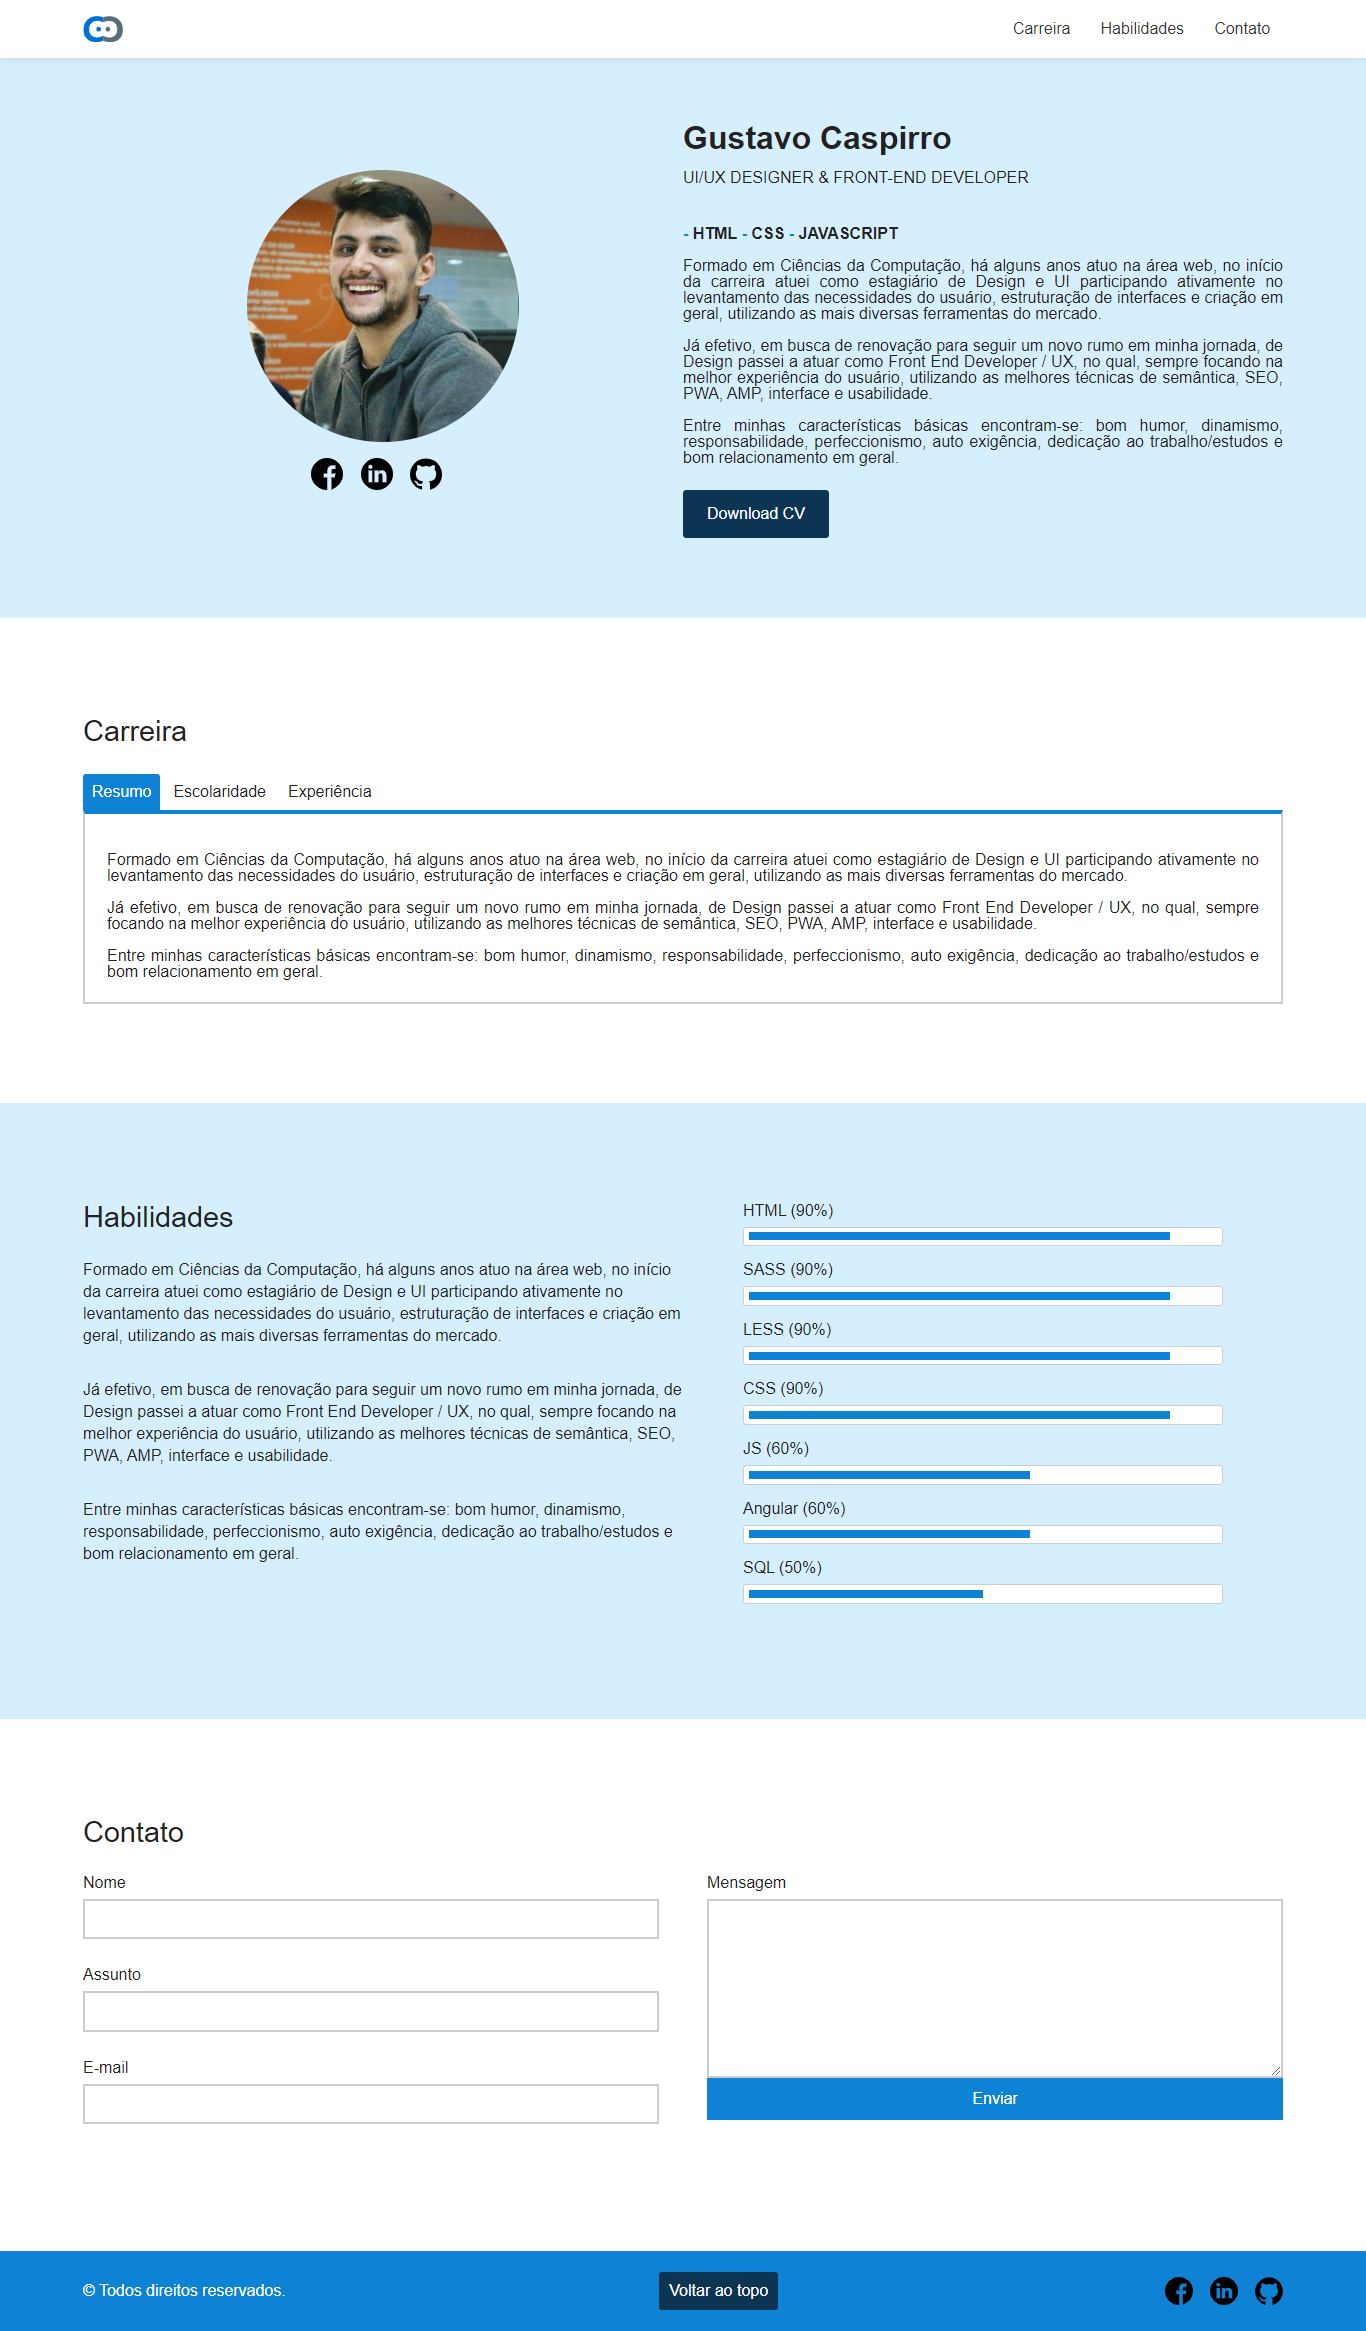 Carreira Habilidades Contato
Gustavo Caspirro
UI/UX DESIGNER & FRONT-END DEVELOPER
- HTML - CSS - JAVASCRIPT
Formado em Ciências da Computação, há alguns anos atuo na área web, no início
da carreira atuei como estagiário de Design e UI participando ativamente no
levantamento das necessidades do usuário, estruturação de interfaces e criação em
geral, utilizando as mais diversas ferramentas do mercado.
Já efetivo, em busca de renovação para seguir um novo rumo em minha jornada, de
Design passei a atuar como Front End Developer / UX, no qual, sempre focando na
melhor experiência do usuário, utilizando as melhores técnicas de semântica, SEO,
PWA, AMP, interface e usabilidade.
Entre minhas características básicas encontram-se: bom humor, dinamismo,
responsabilidade, perfeccionismo, auto exigência, dedicação ao trabalho/estudos e
bom relacionamento em geral.
Download CV
Carreira
Resumo Escolaridade Experiência
Formado em Ciências da Computação, há alguns anos atuo na área web, no início da carreira atuei como estagiário de Design e UI participando ativamente no
levantamento das necessidades do usuário, estruturação de interfaces e criação em geral, utilizando as mais diversas ferramentas do mercado.
Já efetivo, em busca de renovação para seguir um novo rumo em minha jornada, de Design passei a atuar como Front End Developer / UX, no qual, sempre
focando na melhor experiência do usuário, utilizando as melhores técnicas de semântica, SEO, PWA, AMP, interface e usabilidade.
Entre minhas características básicas encontram-se: bom humor, dinamismo, responsabilidade, perfeccionismo, auto exigência, dedicação ao trabalho/estudos e
bom relacionamento em geral.
Habilidades
Formado em Ciências da Computação, há alguns anos atuo na área web, no início
da carreira atuei como estagiário de Design e UI participando ativamente no
levantamento das necessidades do usuário, estruturação de interfaces e criação em
geral, utilizando as mais diversas ferramentas do mercado.
Já efetivo, em busca de renovação para seguir um novo rumo em minha jornada, de
Design passei a atuar como Front End Developer / UX, no qual, sempre focando na
melhor experiência do usuário, utilizando as melhores técnicas de semântica, SEO,
PWA, AMP, interface e usabilidade.
Entre minhas características básicas encontram-se: bom humor, dinamismo,
responsabilidade, perfeccionismo, auto exigência, dedicação ao trabalho/estudos e
bom relacionamento em geral.
HTML (90%)
SASS (90%)
LESS (90%)
CSS (90%)
JS (60%)
Angular (60%)
SQL (50%)
Contato
Nome
Assunto
E-mail
Mensagem
Enviar
© Todos direitos reservados.
Voltar ao topo